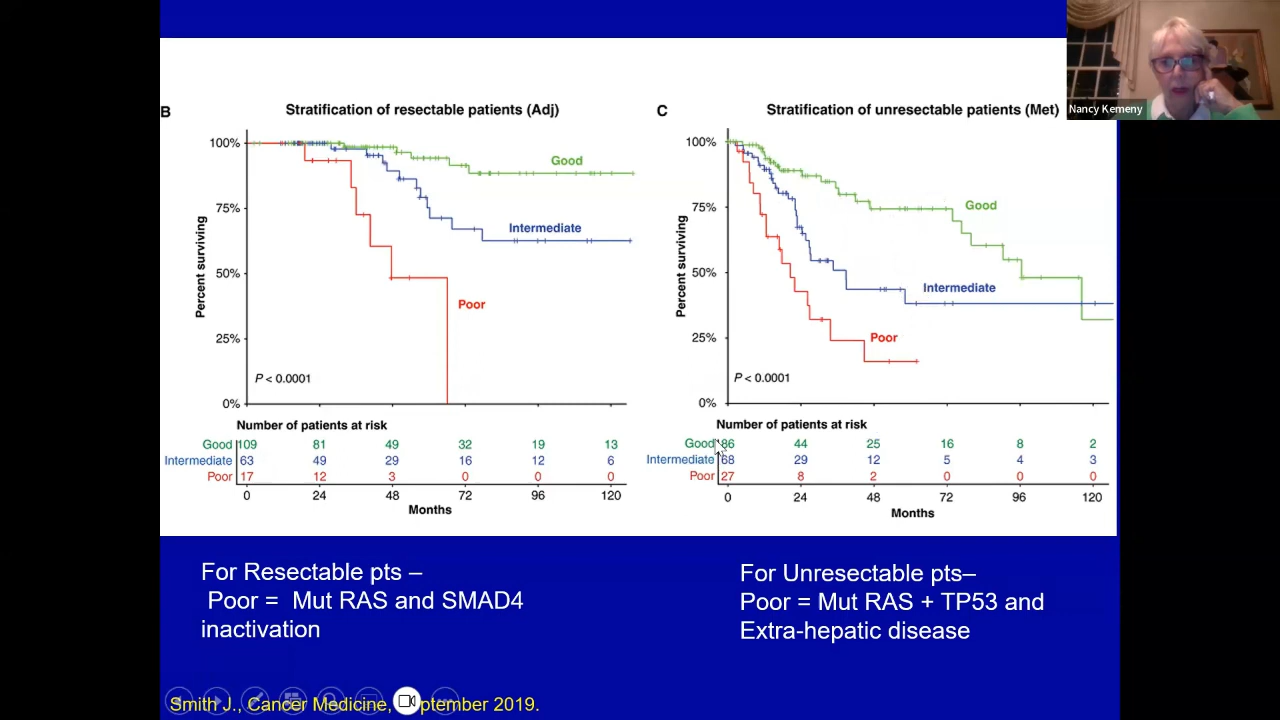 Nancy Kemeny
B
Stratification of resectable patients (Adj)
100%
75%
50%
25%
0%
Percent surviving
Good
Intermediate
Poor
P < 0.0001
Number of patients at risk
Good 109 81 49 32 19 13
Intermediate 63 49 29 16 12 6
Poor 17 12 3 0 0 0
0 24 48 72 96 120
Months
C
Stratification of unresectable patients (Met)
100%
75%
50%
25%
0%
Percent surviving
Good
Intermediate
Poor
P < 0.0001
Number of patients at risk
Good 86 44 25 16 8 2
Intermediate 68 29 12 5 4 3
Poor 27 8 2 0 0 0
0 24 48 72 96 120
Months
For Resectable pts –
Poor = Mut RAS and SMAD4
inactivation
For Unresectable pts–
Poor = Mut RAS + TP53 and
Extra-hepatic disease
Smith J., Cancer Medicine, ptember 2019.